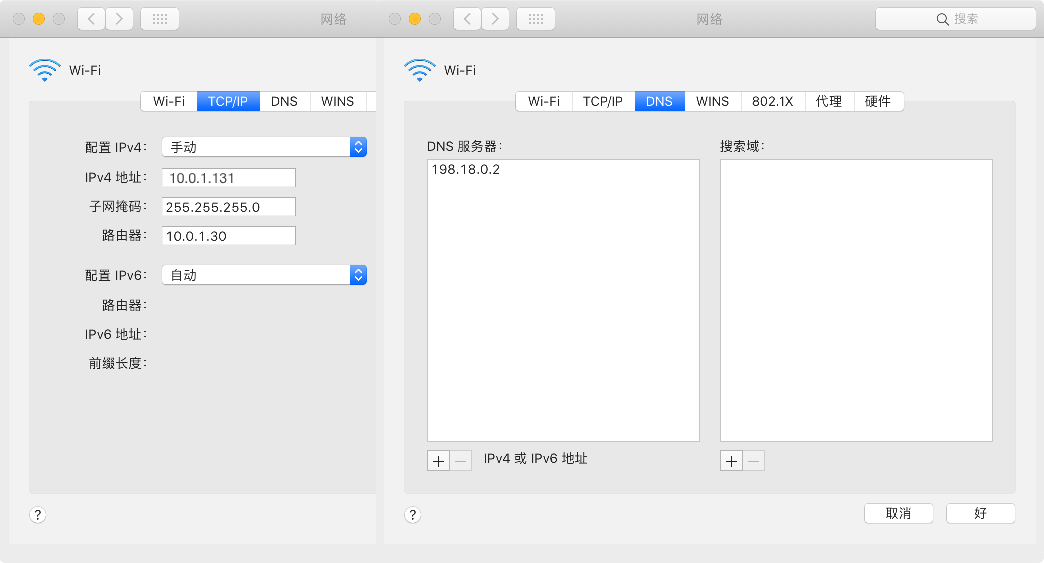 网络
Wi-Fi
Wi-Fi TCP/IP DNS WINS
配置 IPv4： 手动
IPv4 地址： 10.0.1.131
子网掩码： 255.255.255.0
路由器： 10.0.1.30
配置 IPv6： 自动
路由器：
IPv6 地址：
前缀长度：
?
网络
搜索
Wi-Fi
Wi-Fi TCP/IP DNS WINS 802.1X 代理 硬件
DNS 服务器： 搜索域：
198.18.0.2
+ − IPv4 或 IPv6 地址 + −
? 取消 好